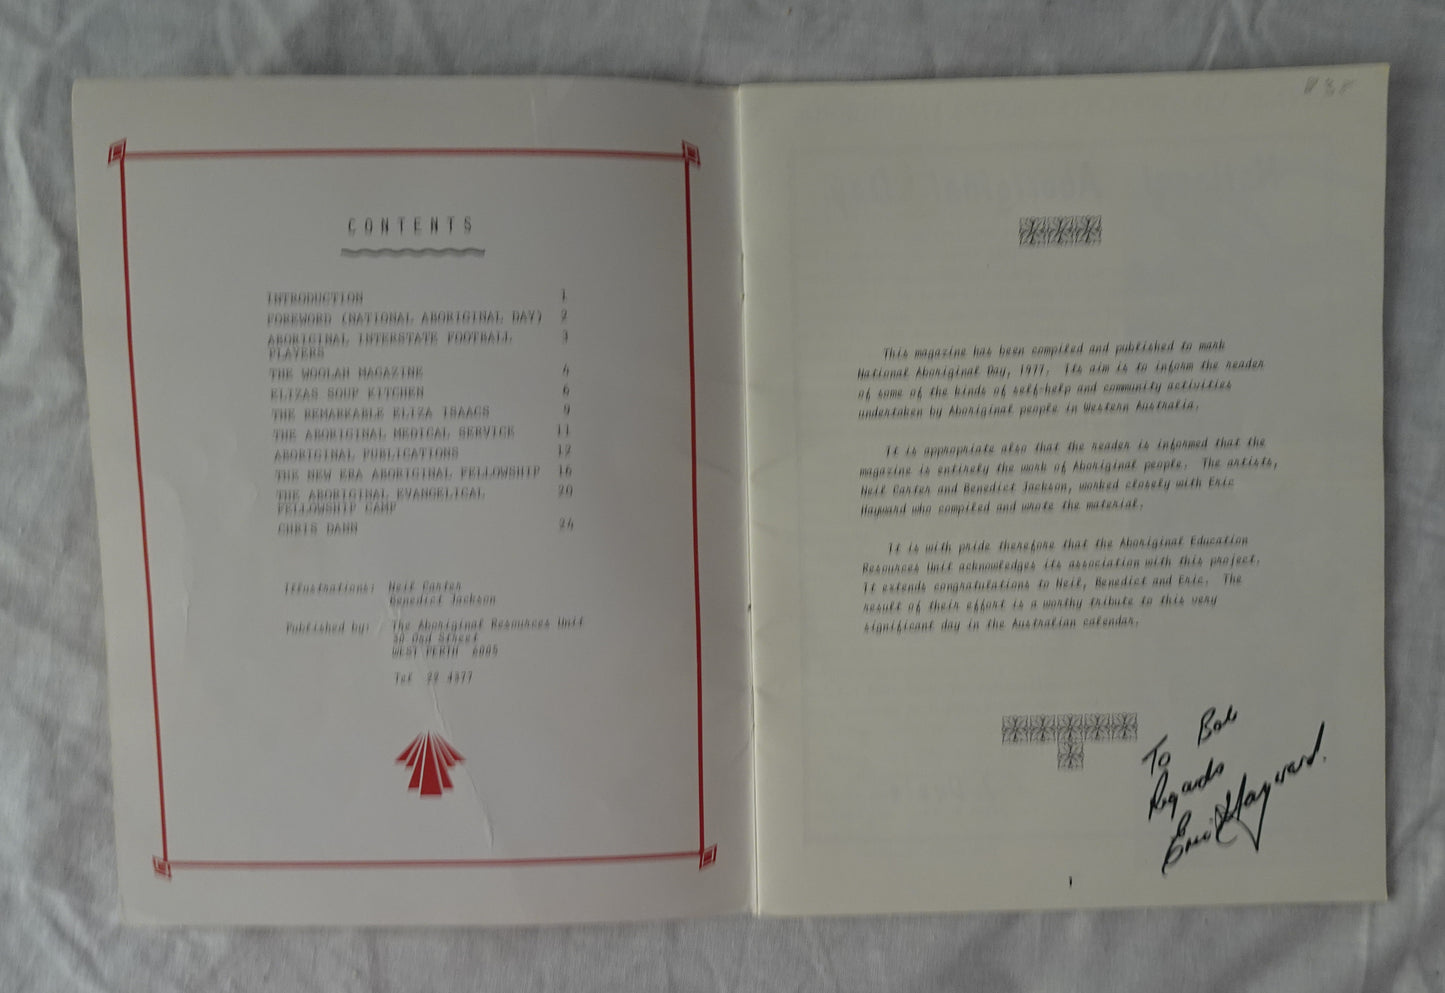 CONTENTS
INTRODUCTION 1
FOREWORD (NATIONAL ABORIGINAL DAY) 2
ABORIGINAL INTERSTATE FOOTBALL 3
PLAYERS
THE WOOLAH MAGAZINE 4
ELIZAS SOUP KITCHEN 6
THE REMARKABLE ELIZA ISAACS 9
THE ABORIGINAL MEDICAL SERVICE 11
ABORIGINAL PUBLICATIONS 12
THE NEW ERA ABORIGINAL FELLOWSHIP 16
THE ABORIGINAL EVANGELICAL 20
FELLOWSHIP CAMP
CHRIS DANN 24
Illustrations: Neil Carter
Benedict Jackson
Published by: The Aboriginal Resources Unit
50 Ord Street
WEST PERTH 6005
Tel 22 4377
This magazine has been compiled and published to mark
National Aboriginal Day, 1977. Its aim is to inform the reader
of some of the kinds of self-help and community activities
undertaken by Aboriginal people in Western Australia.
It is appropriate also that the reader is informed that the
magazine is entirely the work of Aboriginal people. The artists,
Neil Carter and Benedict Jackson, worked closely with Eric
Hayward who compiled and wrote the material.
It is with pride therefore that the Aboriginal Education
Resources Unit acknowledges its association with this project.
It extends congratulations to Neil, Benedict and Eric. The
result of their effort is a worthy tribute to this very
significant day in the Australian calendar.
To Bob
Regards
Eric Hayward.
1